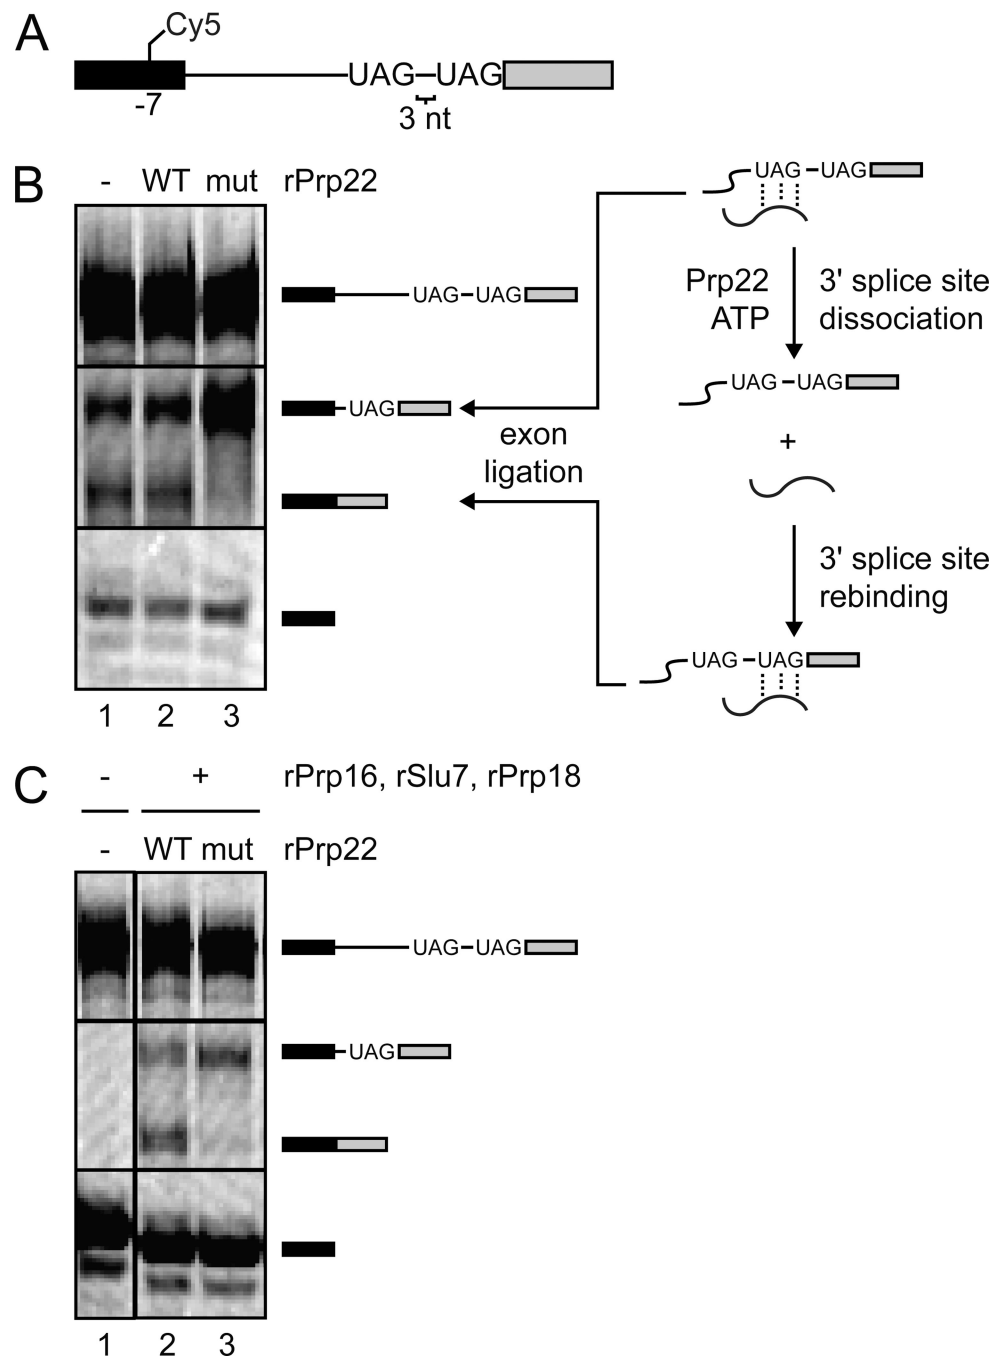 A
Cy5
UAG–UAG
-7
3 nt
B
- WT mut rPrp22
UAG–UAG
UAG–UAG
UAG
Prp22
ATP
3' splice site
dissociation
UAG–UAG
exon
ligation
+
3' splice site
rebinding
UAG–UAG
1 2 3
C
- + rPrp16, rSlu7, rPrp18
- WT mut rPrp22
UAG–UAG
UAG
1 2 3